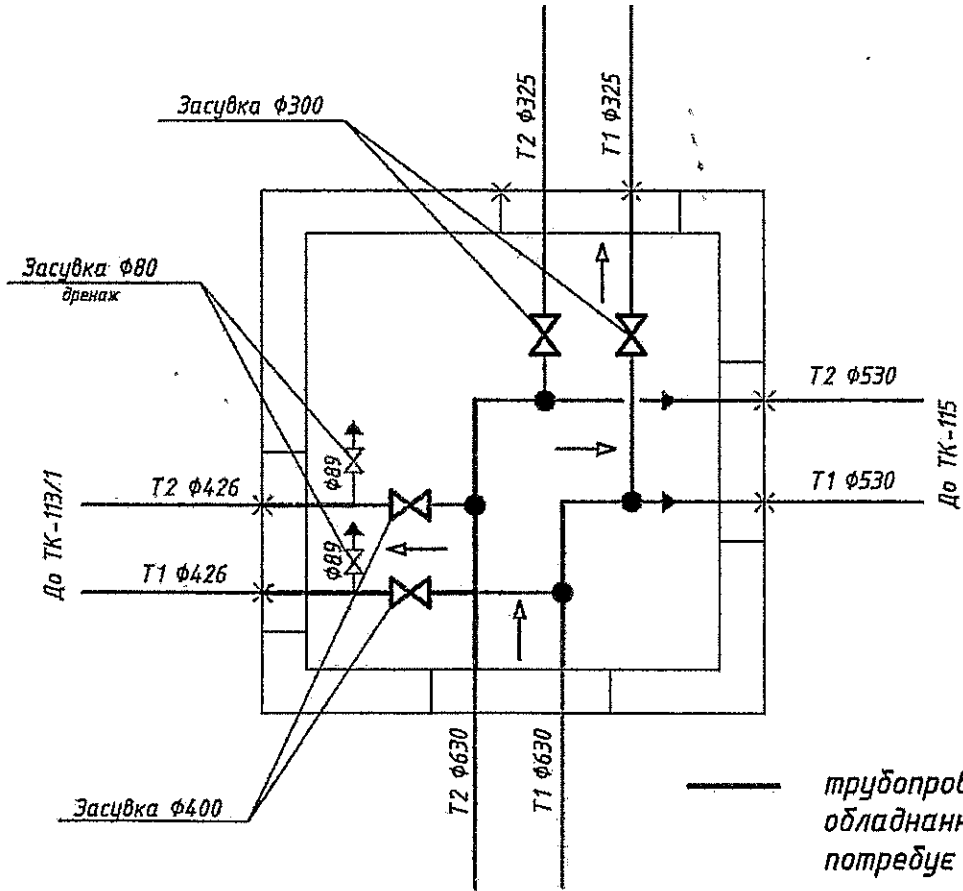 Засувка Ф300
Т2 Ф325
Т1 Ф325
Засувка Ф80
дренаж
Т2 Ф530
До ТК-115
Т1 Ф530
Ф89
До ТК-113/1
Т2 Ф426
Ф89
Т1 Ф426
Т2 Ф630
Т1 Ф630
Засувка Ф400
трубопров
обладнанн
потребує